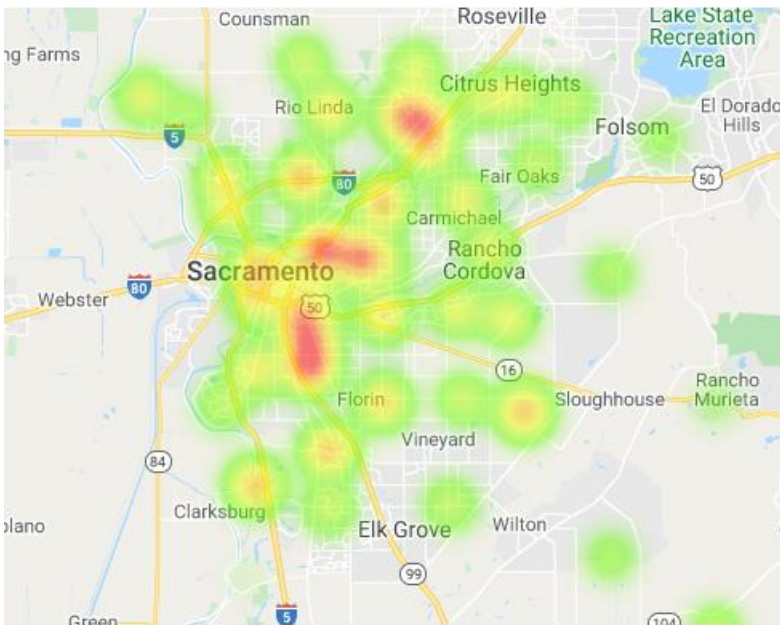 Counsman
Roseville
Lake State
Recreation
Area
ng Farms
Citrus Heights
Rio Linda
El Dorado
Hills
5
Folsom
80
Fair Oaks
50
Carmichael
Rancho
Cordova
Sacramento
80
Webster
50
16
Rancho
Murieta
Florin
Sloughhouse
Vineyard
84
Clarksburg
olano
Elk Grove
Wilton
99
5
Green
104